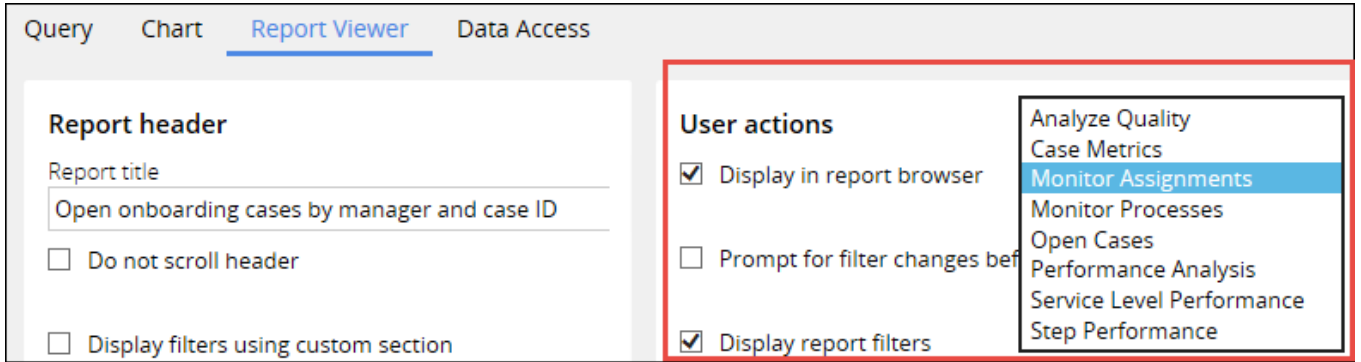 Query Chart Report Viewer Data Access
Report header
Report title
Open onboarding cases by manager and case ID
Do not scroll header
Display filters using custom section
User actions
Display in report browser
Prompt for filter changes bef
Display report filters
Analyze Quality
Case Metrics
Monitor Assignments
Monitor Processes
Open Cases
Performance Analysis
Service Level Performance
Step Performance